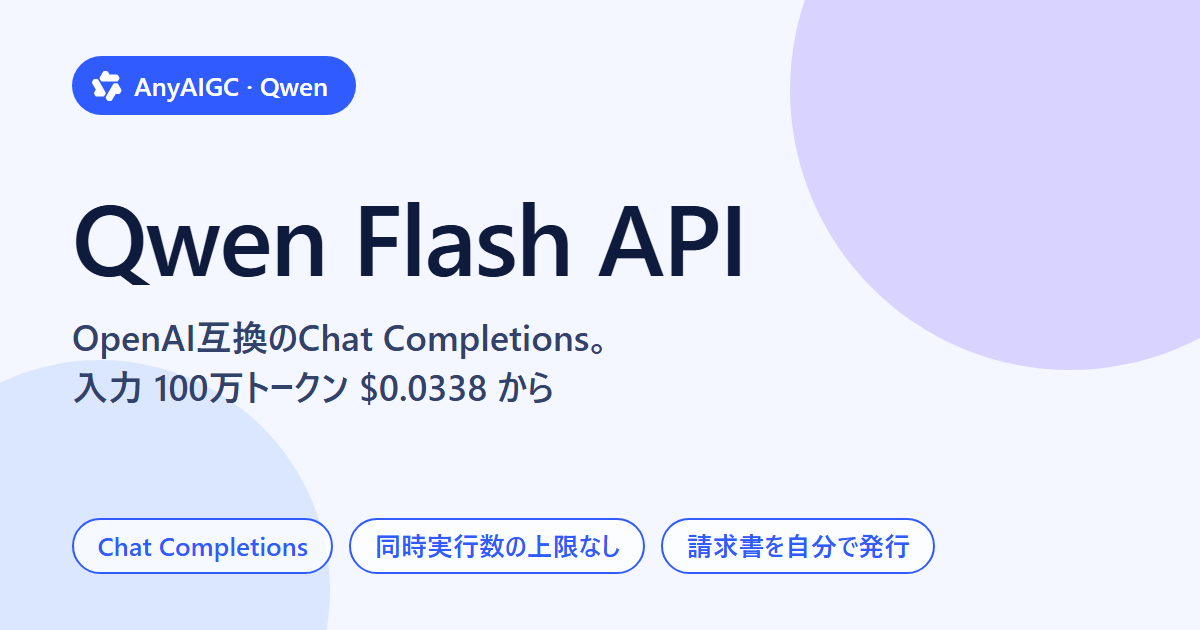 AnyAIGC · Qwen
Qwen Flash API
OpenAI互換のChat Completions。
入力 100万トークン $0.0338 から
Chat Completions
同時実行数の上限なし
請求書を自分で発行